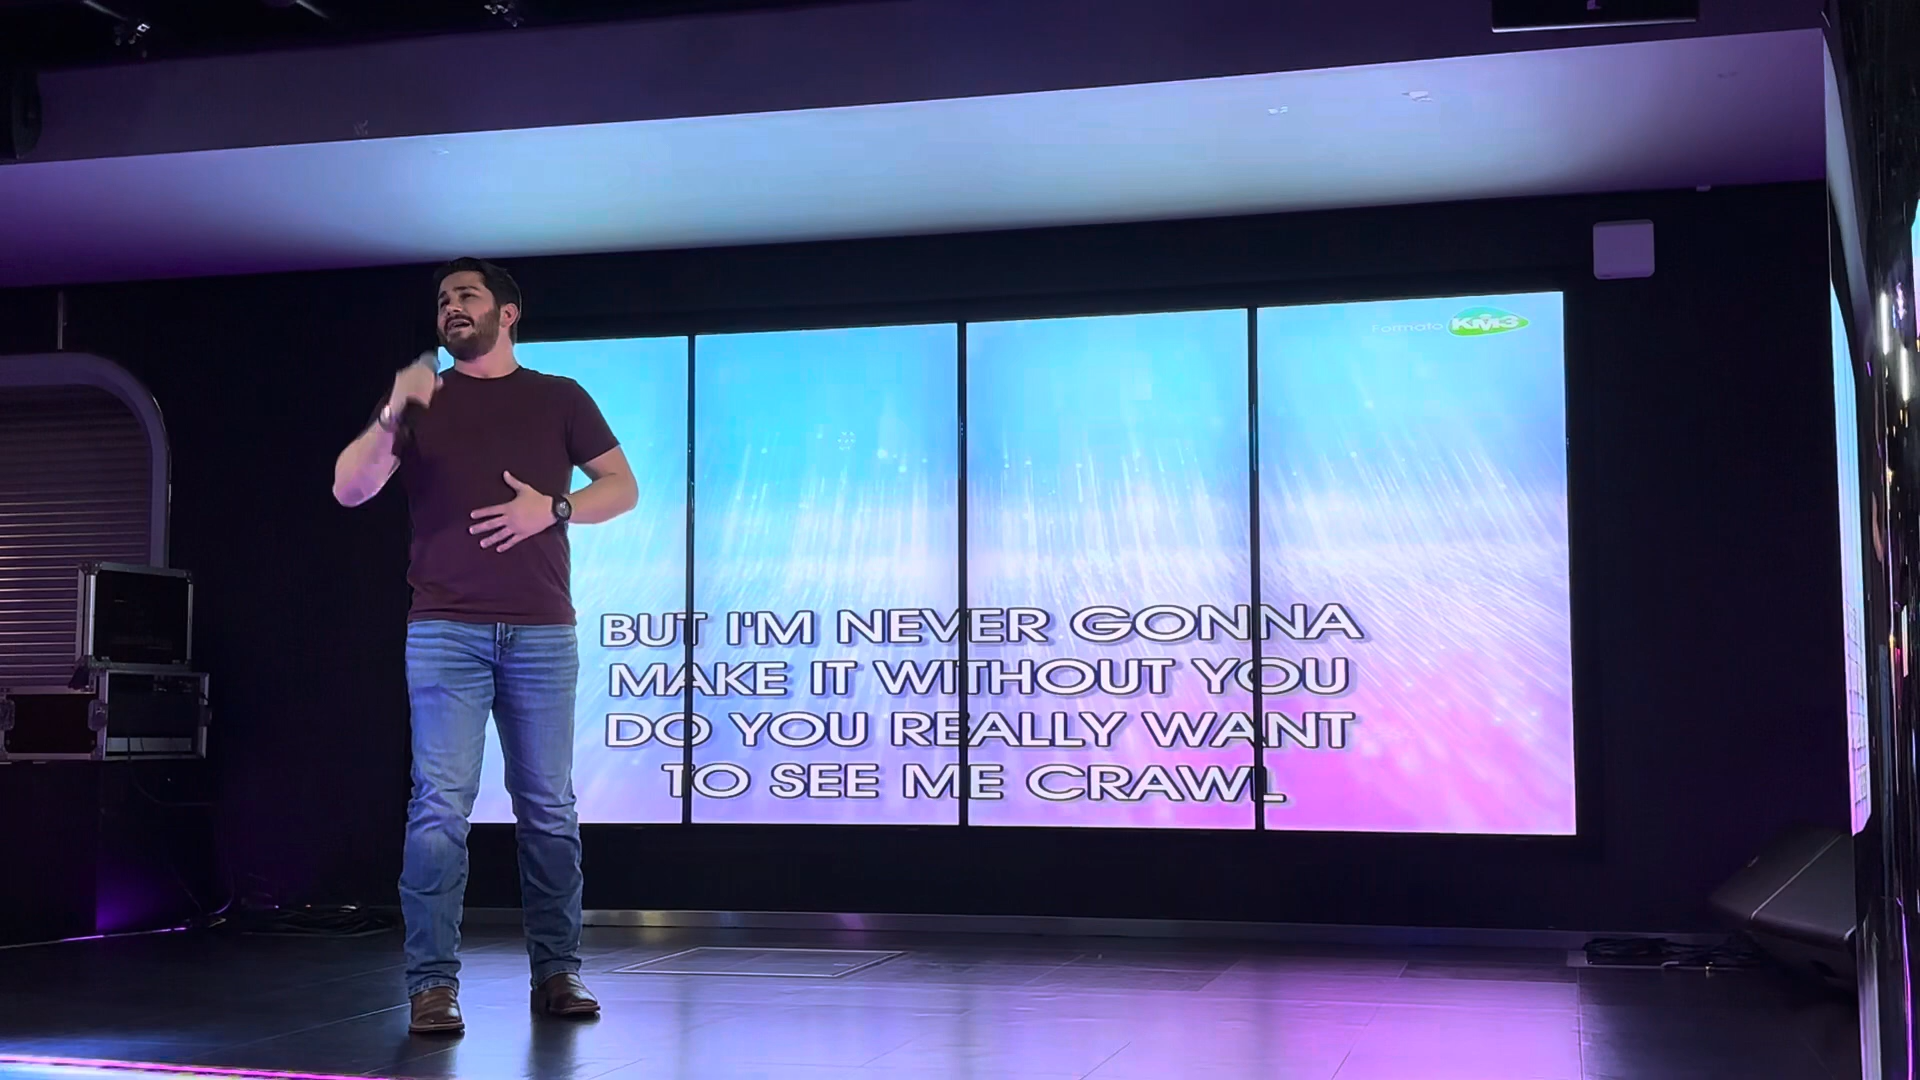 Formato KM3
BUT I'M NEVER GONNA
MAKE IT WITHOUT YOU
DO YOU REALLY WANT
TO SEE ME CRAWL